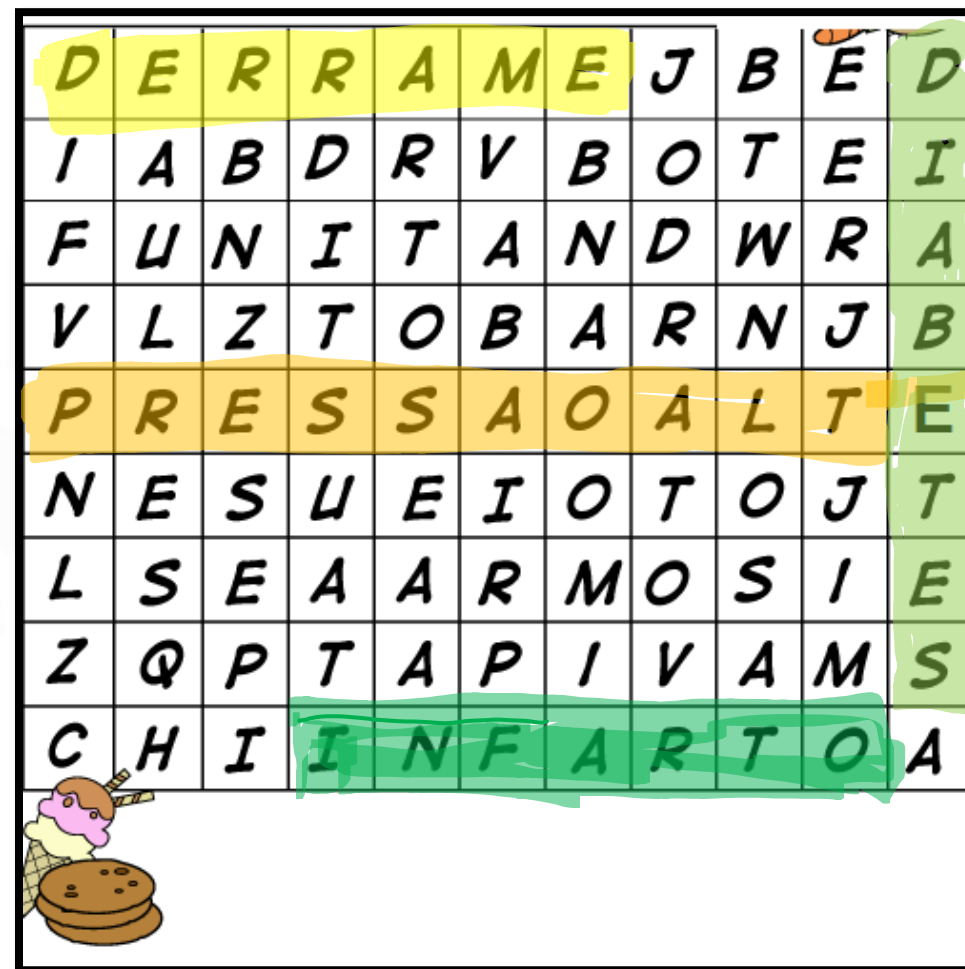 D E R R A M E J B E D
I A B D R V B O T E I
F U N I T A N D W R A
V L Z T O B A R N J B
P R E S S A O A L T E
N E S U E I O T O J T
L S E A A R M O S I E
Z Q P T A P I V A M S
C H I I N F A R T O A